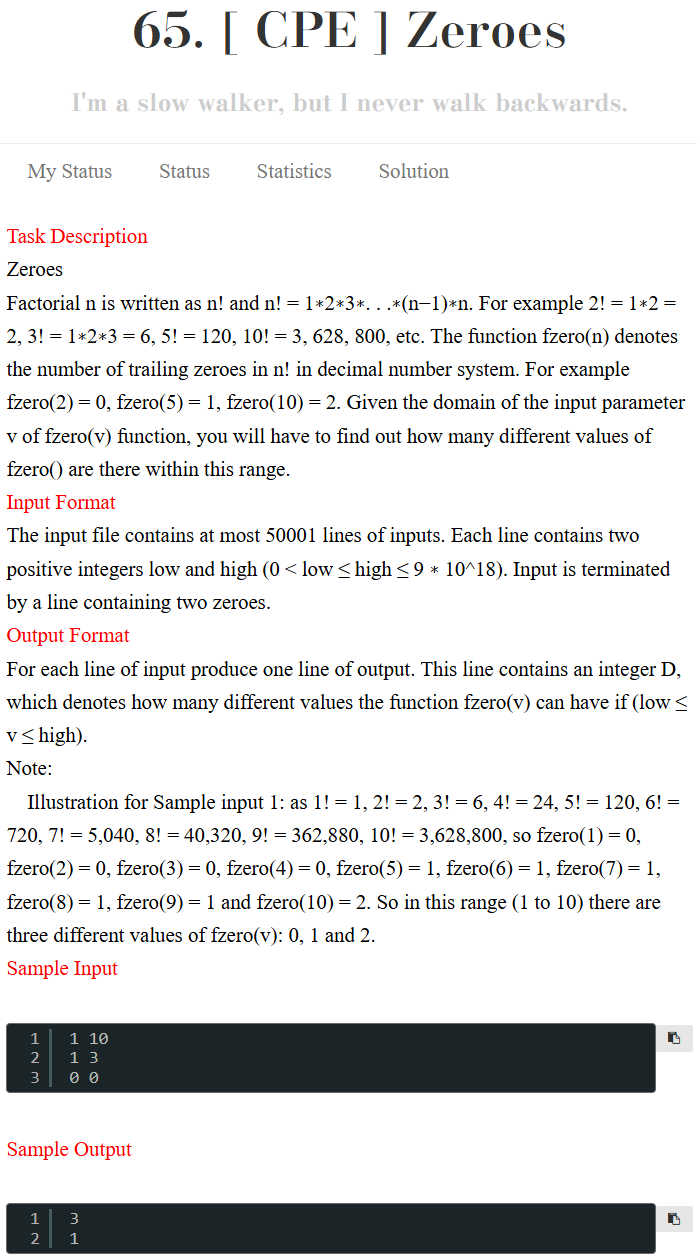 65. [ CPE ] Zeroes
I'm a slow walker, but I never walk backwards.
My Status Status Statistics Solution
Task Description
Zeroes
Factorial n is written as n! and n! = 1∗2∗3∗. . .∗(n−1)∗n. For example 2! = 1∗2 =
2, 3! = 1∗2∗3 = 6, 5! = 120, 10! = 3, 628, 800, etc. The function fzero(n) denotes
the number of trailing zeroes in n! in decimal number system. For example
fzero(2) = 0, fzero(5) = 1, fzero(10) = 2. Given the domain of the input parameter
v of fzero(v) function, you will have to find out how many different values of
fzero() are there within this range.
Input Format
The input file contains at most 50001 lines of inputs. Each line contains two
positive integers low and high (0 < low ≤ high ≤ 9 ∗ 10^18). Input is terminated
by a line containing two zeroes.
Output Format
For each line of input produce one line of output. This line contains an integer D,
which denotes how many different values the function fzero(v) can have if (low ≤
v ≤ high).
Note:
Illustration for Sample input 1: as 1! = 1, 2! = 2, 3! = 6, 4! = 24, 5! = 120, 6! =
720, 7! = 5,040, 8! = 40,320, 9! = 362,880, 10! = 3,628,800, so fzero(1) = 0,
fzero(2) = 0, fzero(3) = 0, fzero(4) = 0, fzero(5) = 1, fzero(6) = 1, fzero(7) = 1,
fzero(8) = 1, fzero(9) = 1 and fzero(10) = 2. So in this range (1 to 10) there are
three different values of fzero(v): 0, 1 and 2.
Sample Input
1 1 10
2 1 3
3 0 0
Sample Output
1 3
2 1